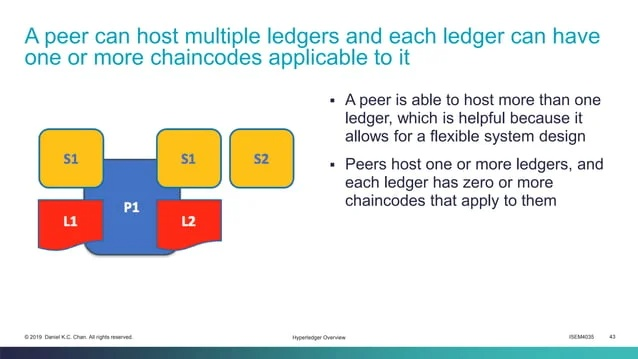 A peer can host multiple ledgers and each ledger can have
one or more chaincodes applicable to it
S1
S1
S2
P1
L1
L2
▪ A peer is able to host more than one
ledger, which is helpful because it
allows for a flexible system design
▪ Peers host one or more ledgers, and
each ledger has zero or more
chaincodes that apply to them
© 2019 Daniel K.C. Chan. All rights reserved.
Hyperledger Overview
ISEM4035
43